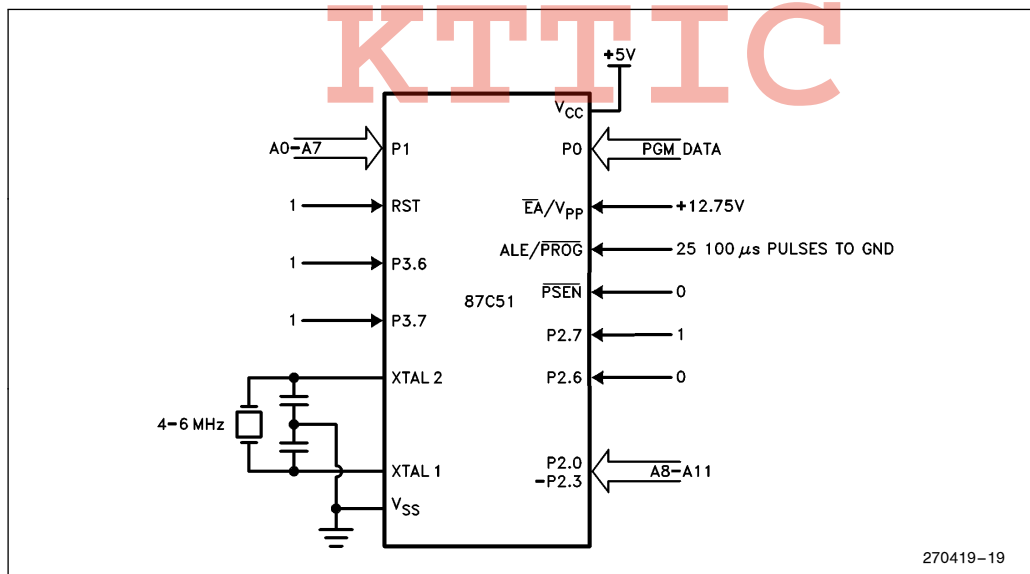 KTTIC
+5V
VCC
A0-A7
P1
P0
PGM DATA
1
RST
EA/VPP
+12.75V
ALE/PROG
25 100 μs PULSES TO GND
1
P3.6
PSEN
0
87C51
1
P3.7
P2.7
1
XTAL 2
P2.6
0
4-6 MHz
XTAL 1
P2.0
-P2.3
A8-A11
VSS
270419-19